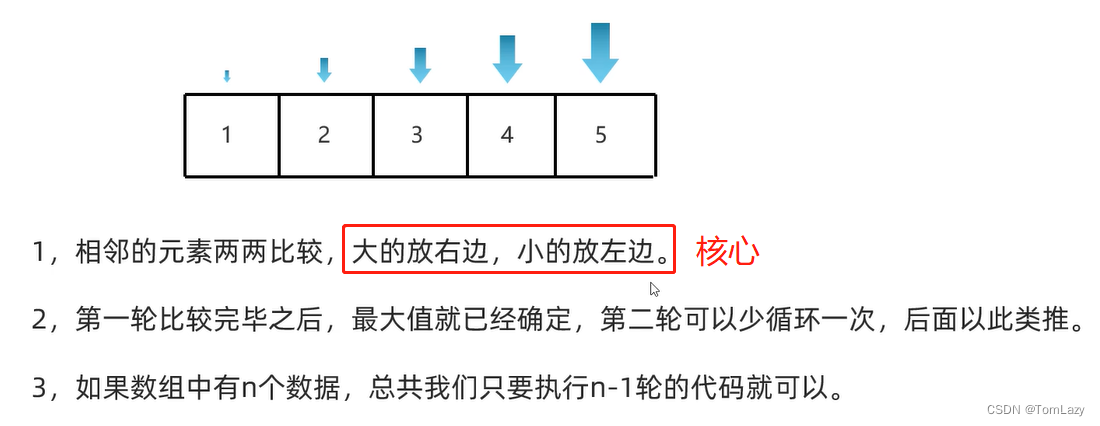 1 2 3 4 5
1，相邻的元素两两比较，大的放右边，小的放左边。 核心
2，第一轮比较完毕之后，最大值就已经确定，第二轮可以少循环一次，后面以此类推。
3，如果数组中有n个数据，总共我们只要执行n-1轮的代码就可以。
CSDN @TomLazy